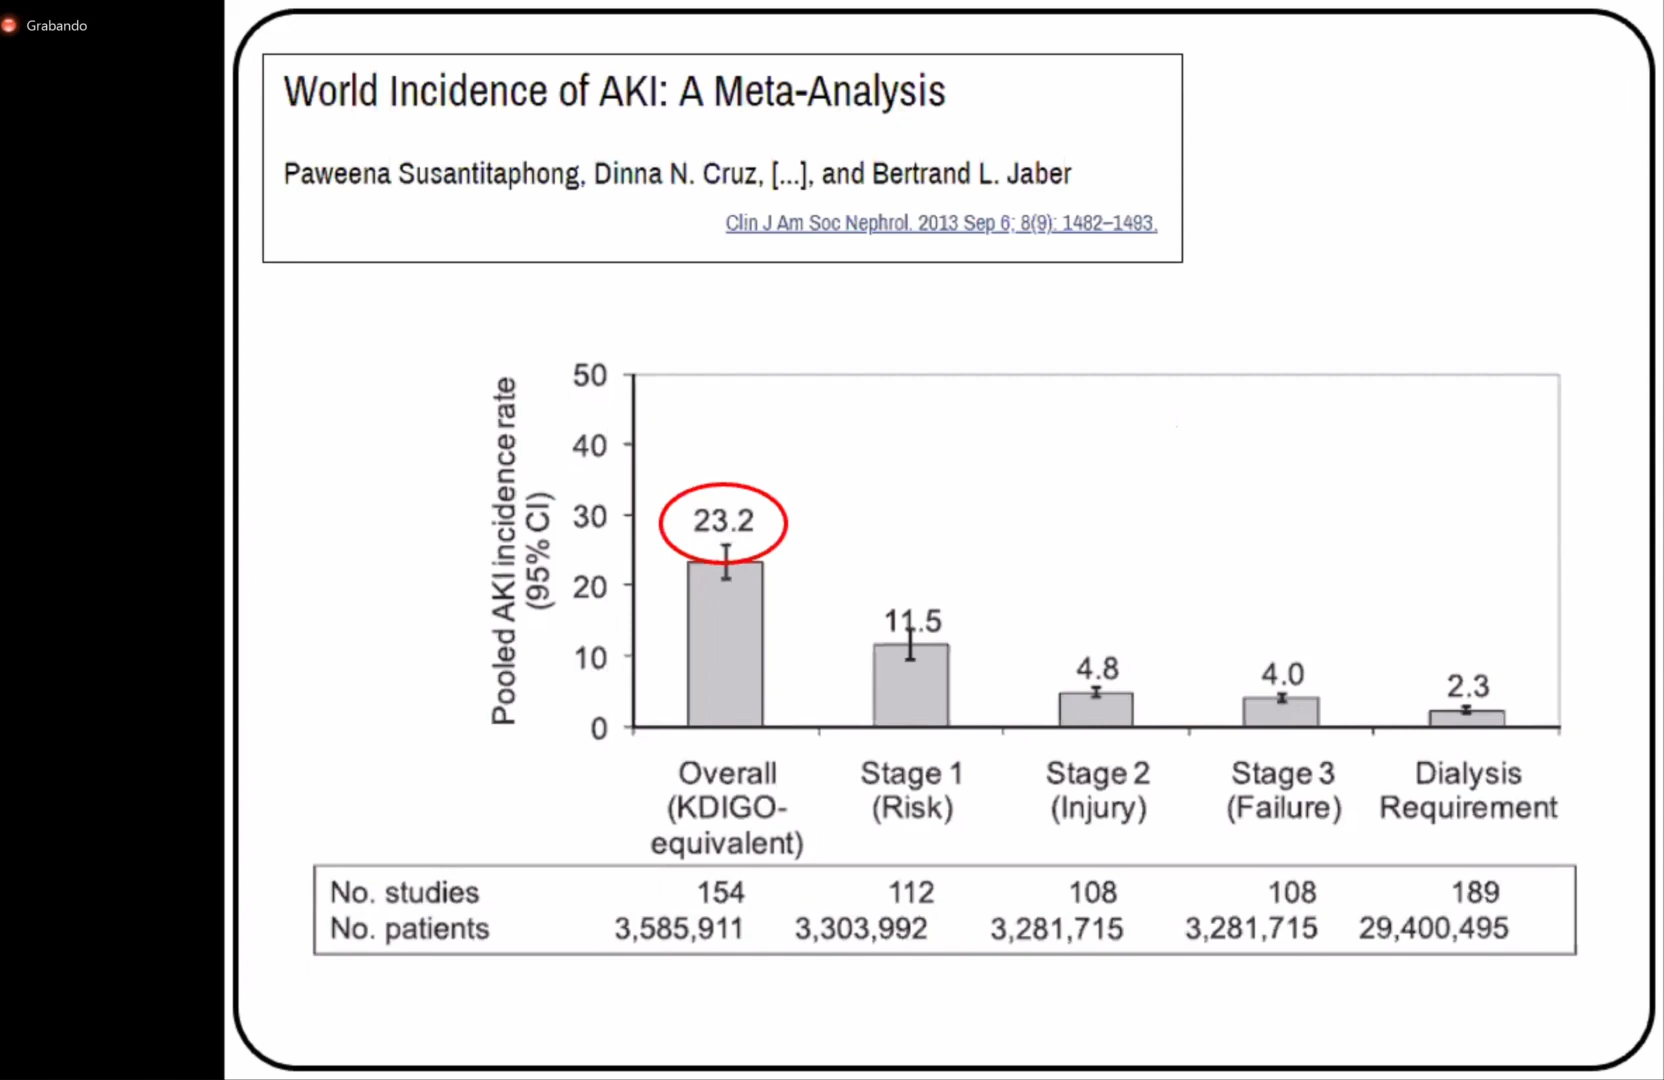 Grabando
World Incidence of AKI: A Meta-Analysis
Paweena Susantitaphong, Dinna N. Cruz, [...], and Bertrand L. Jaber
Clin J Am Soc Nephrol. 2013 Sep 6; 8(9): 1482–1493.
Pooled AKI incidence rate
(95% CI)
50
40
30
20
10
0
23.2
11.5
4.8
4.0
2.3
Overall
(KDIGO-
equivalent)
Stage 1
(Risk)
Stage 2
(Injury)
Stage 3
(Failure)
Dialysis
Requirement
No. studies 154 112 108 108 189
No. patients 3,585,911 3,303,992 3,281,715 3,281,715 29,400,495